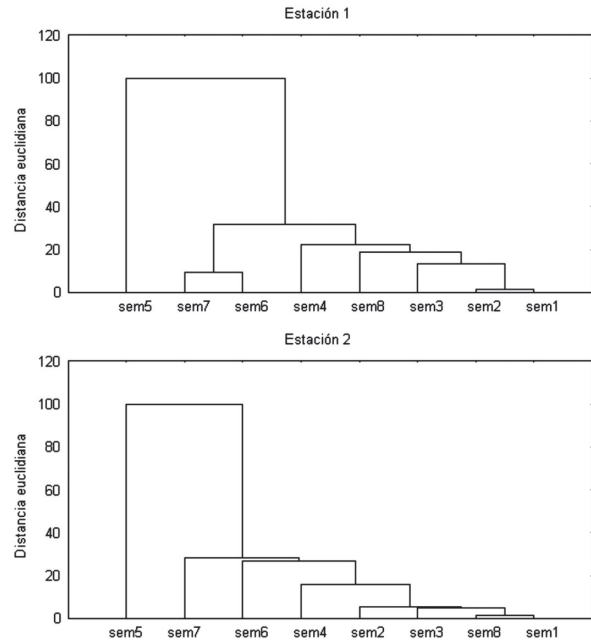 Estación 1
120
100
80
60
40
20
0
Distancia euclidiana
sem5 sem7 sem6 sem4 sem8 sem3 sem2 sem1
Estación 2
120
100
80
60
40
20
0
Distancia euclidiana
sem5 sem7 sem6 sem4 sem2 sem3 sem8 sem1